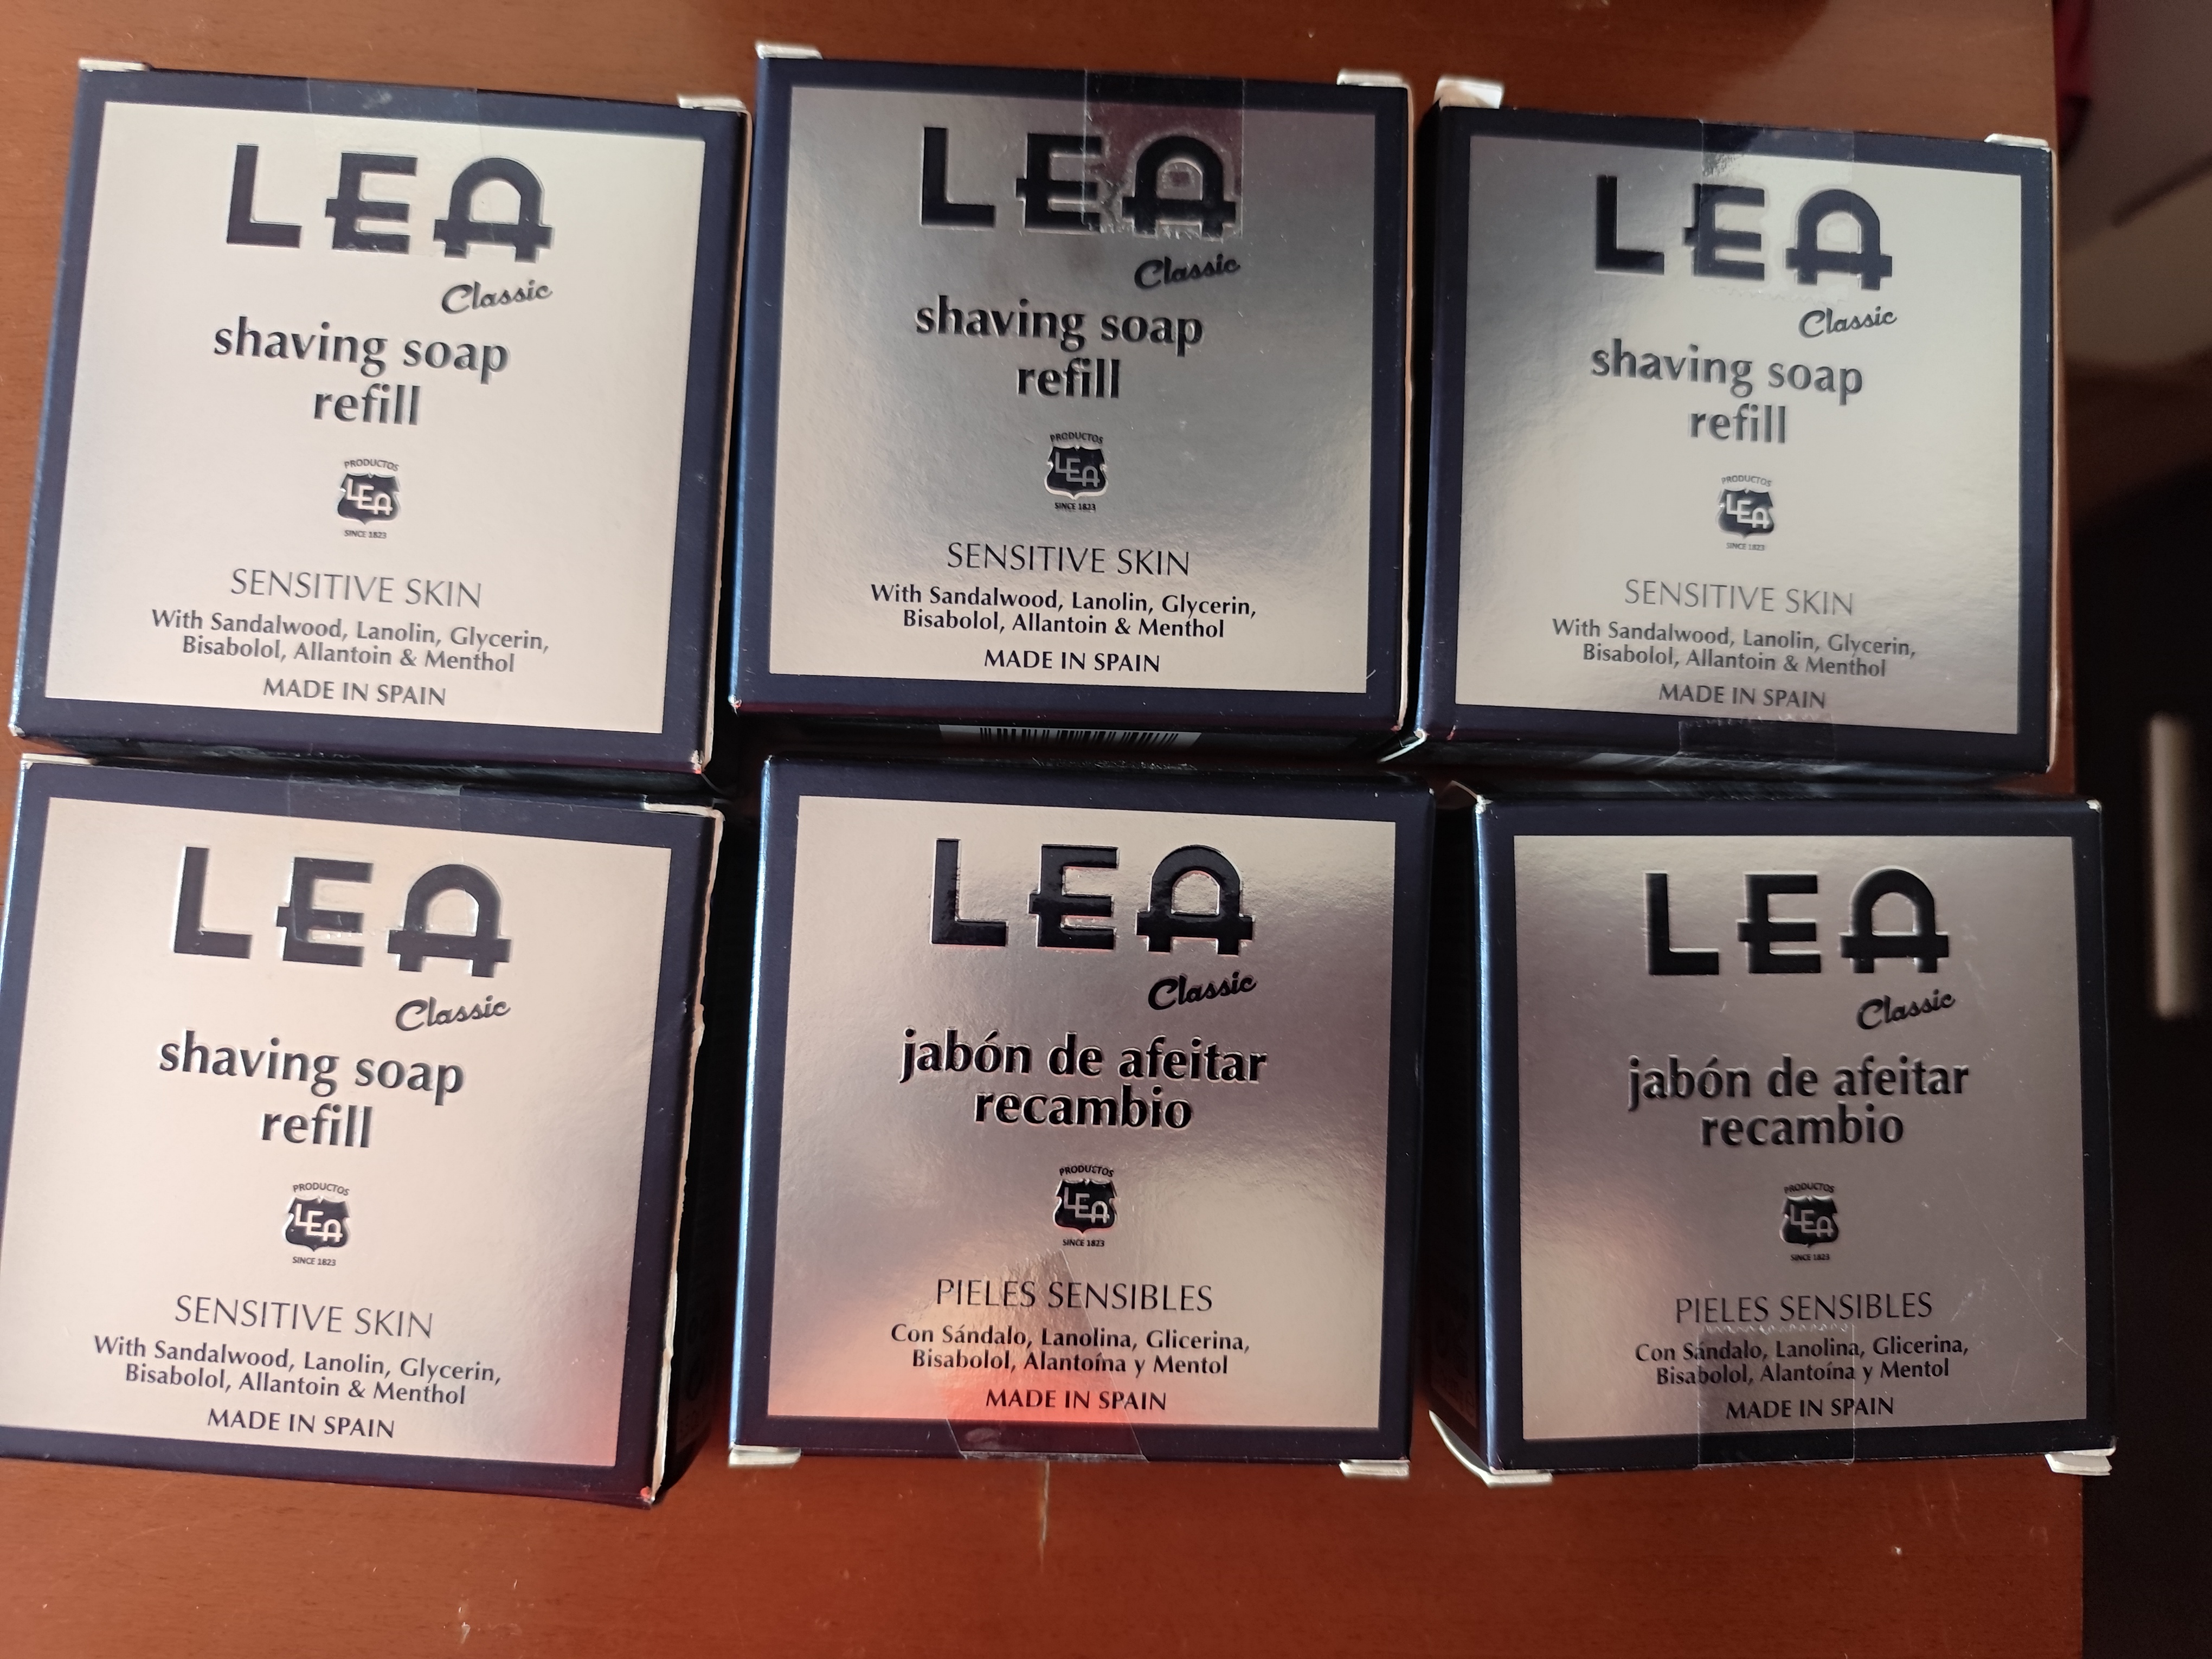 LEA
Classic
shaving soap
refill
PRODUCTOS
LEA
SINCE 1823
SENSITIVE SKIN
With Sandalwood, Lanolin, Glycerin,
Bisabolol, Allantoin & Menthol
MADE IN SPAIN
LEA
Classic
shaving soap
refill
PRODUCTOS
LEA
SINCE 1823
SENSITIVE SKIN
With Sandalwood, Lanolin, Glycerin,
Bisabolol, Allantoin & Menthol
MADE IN SPAIN
LEA
Classic
shaving soap
refill
PRODUCTOS
LEA
SINCE 1823
SENSITIVE SKIN
With Sandalwood, Lanolin, Glycerin,
Bisabolol, Allantoin & Menthol
MADE IN SPAIN
LEA
Classic
shaving soap
refill
PRODUCTOS
LEA
SINCE 1823
SENSITIVE SKIN
With Sandalwood, Lanolin, Glycerin,
Bisabolol, Allantoin & Menthol
MADE IN SPAIN
LEA
Classic
jabón de afeitar
recambio
PRODUCTOS
LEA
SINCE 1823
PIELES SENSIBLES
Con Sándalo, Lanolina, Glicerina,
Bisabolol, Alantoína y Mentol
MADE IN SPAIN
LEA
Classic
jabón de afeitar
recambio
PRODUCTOS
LEA
SINCE 1823
PIELES SENSIBLES
Con Sándalo, Lanolina, Glicerina,
Bisabolol, Alantoína y Mentol
MADE IN SPAIN